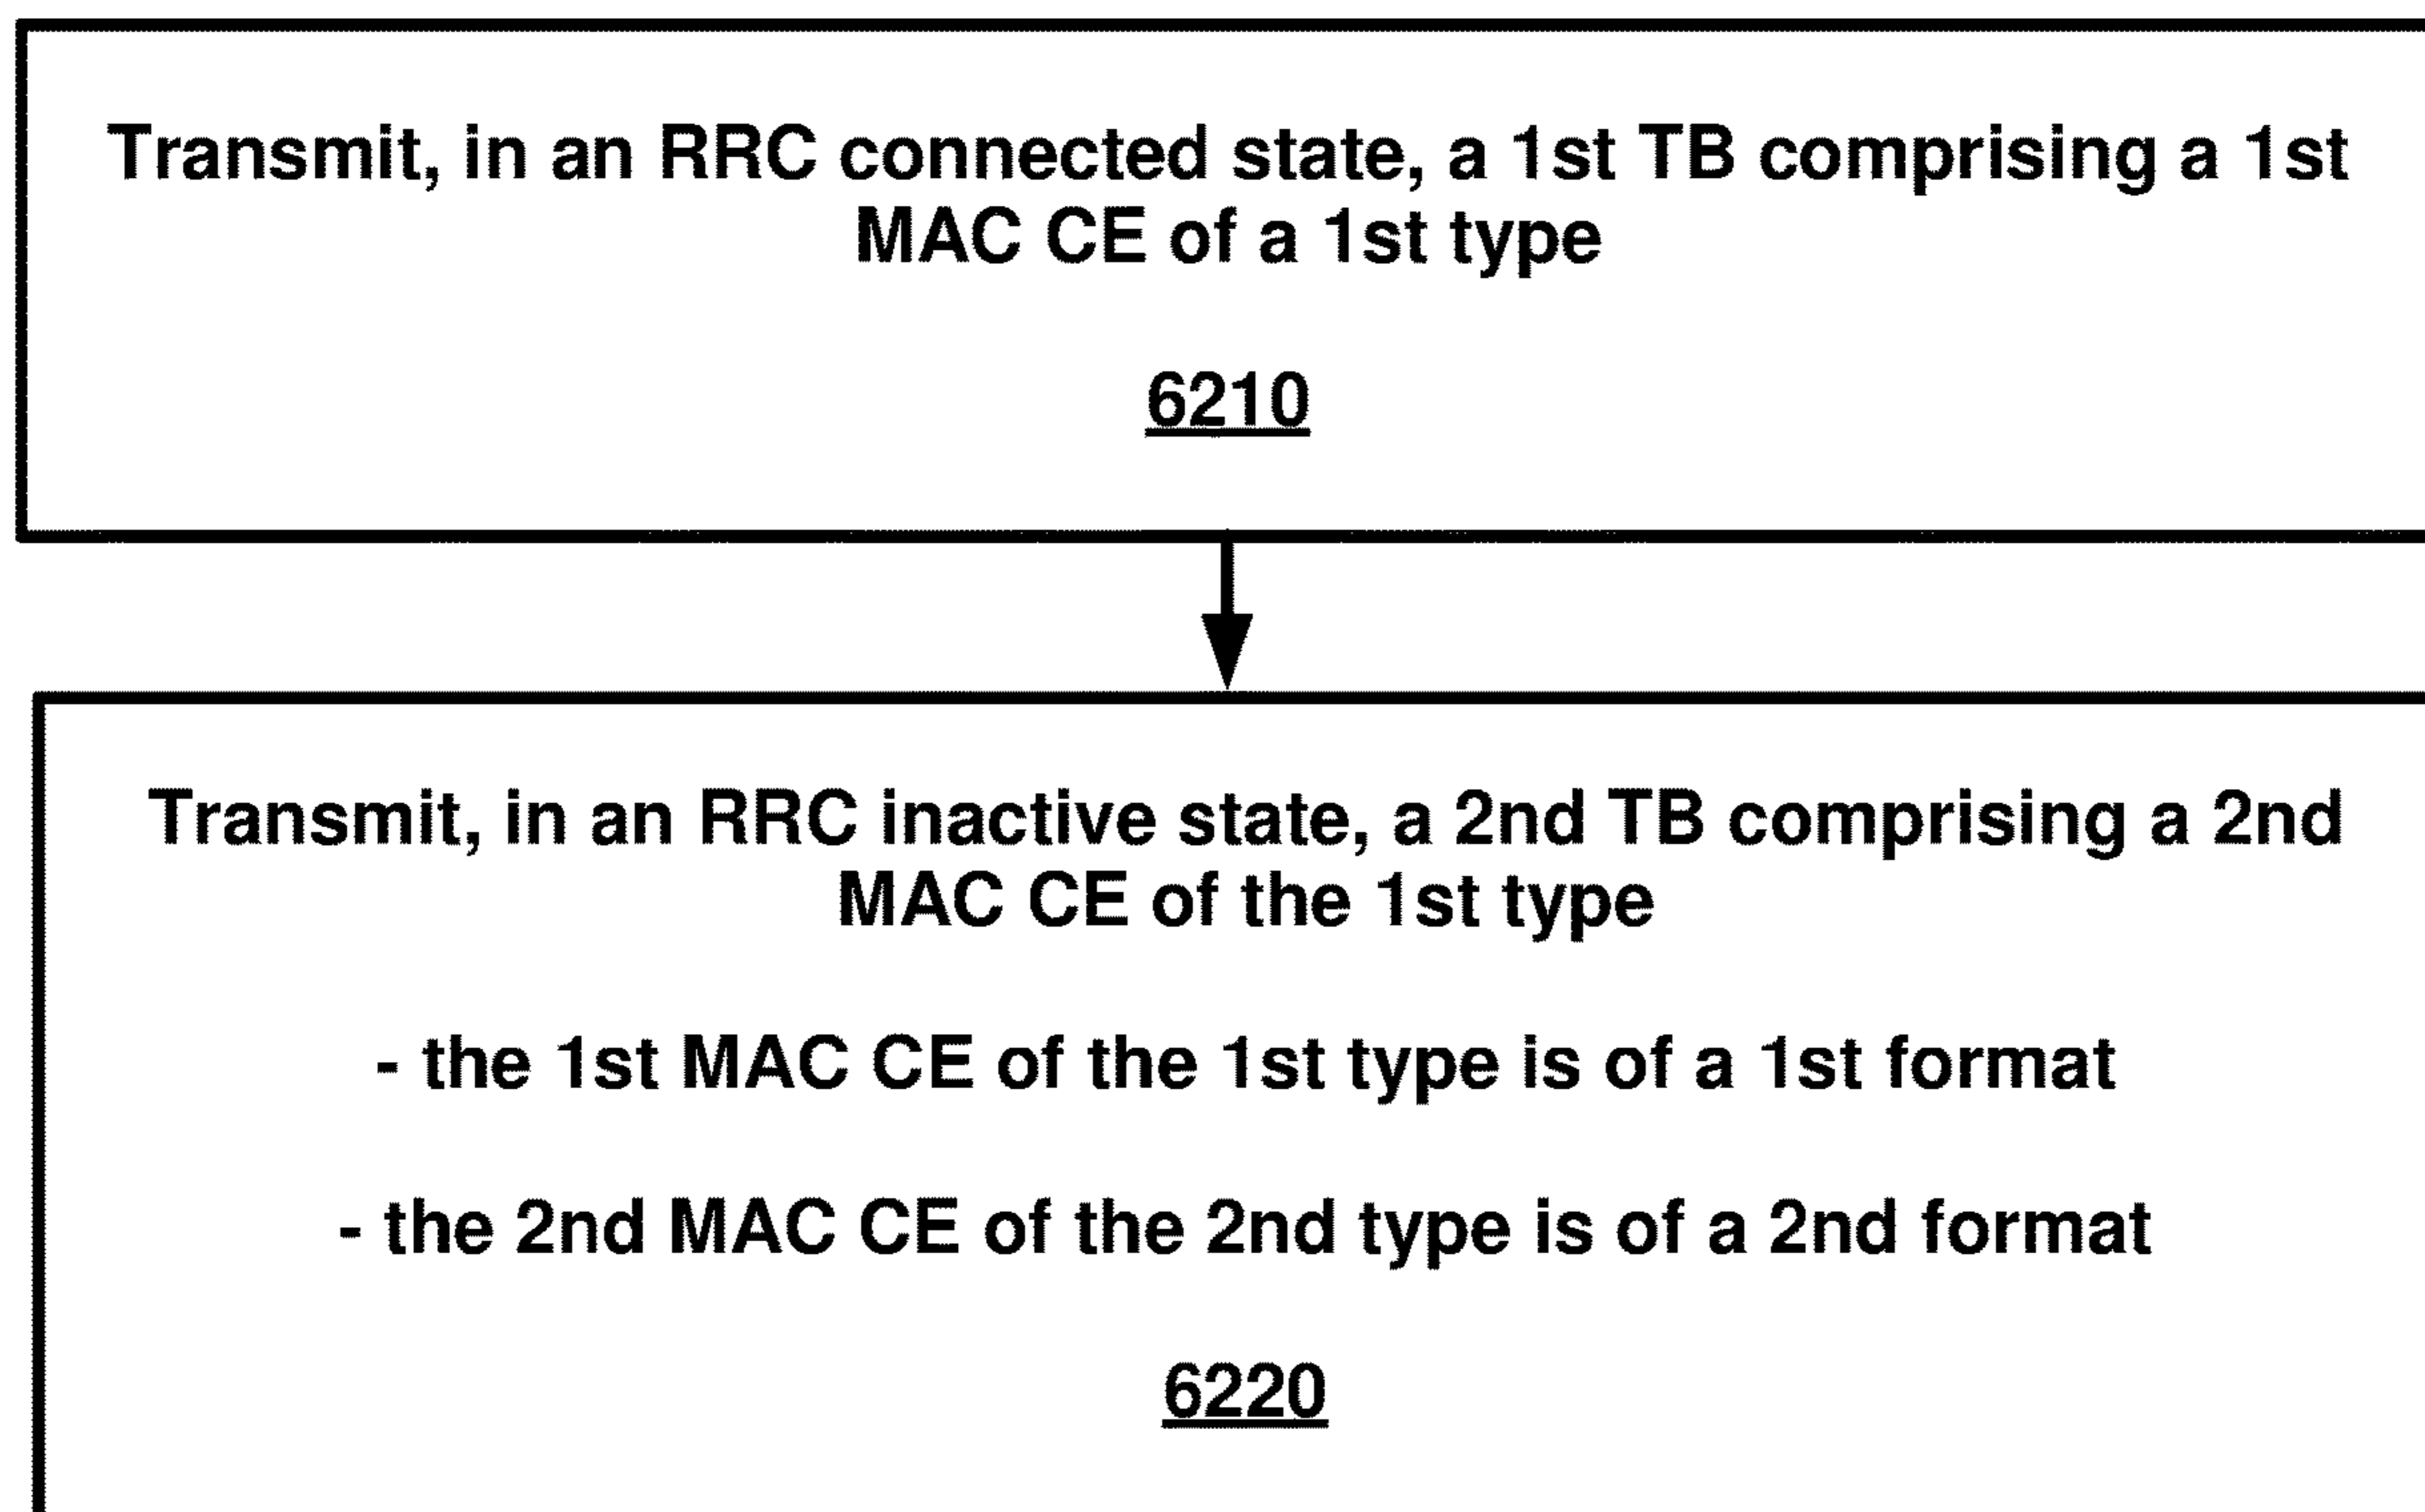 Transmit, in an RRC connected state, a 1st TB comprising a 1st
MAC CE of a 1st type
6210
Transmit, in an RRC inactive state, a 2nd TB comprising a 2nd
MAC CE of the 1st type
- the 1st MAC CE of the 1st type is of a 1st format
- the 2nd MAC CE of the 2nd type is of a 2nd format
6220